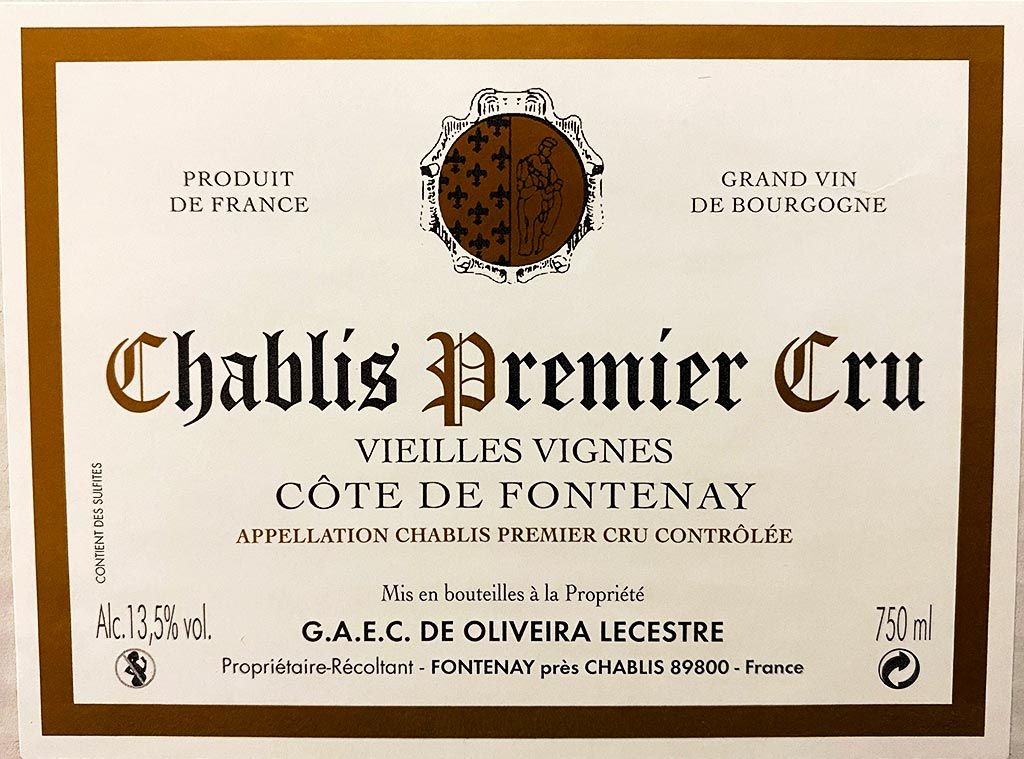 PRODUIT
DE FRANCE
GRAND VIN
DE BOURGOGNE
Chablis Premier Cru
VIEILLES VIGNES
CÔTE DE FONTENAY
APPELLATION CHABLIS PREMIER CRU CONTRÔLÉE
CONTIENT DES SULFITES
Mis en bouteilles à la Propriété
Alc.13,5% vol.
G.A.E.C. DE OLIVEIRA LECESTRE
750 ml
Propriétaire-Récoltant - FONTENAY près CHABLIS 89800 - France